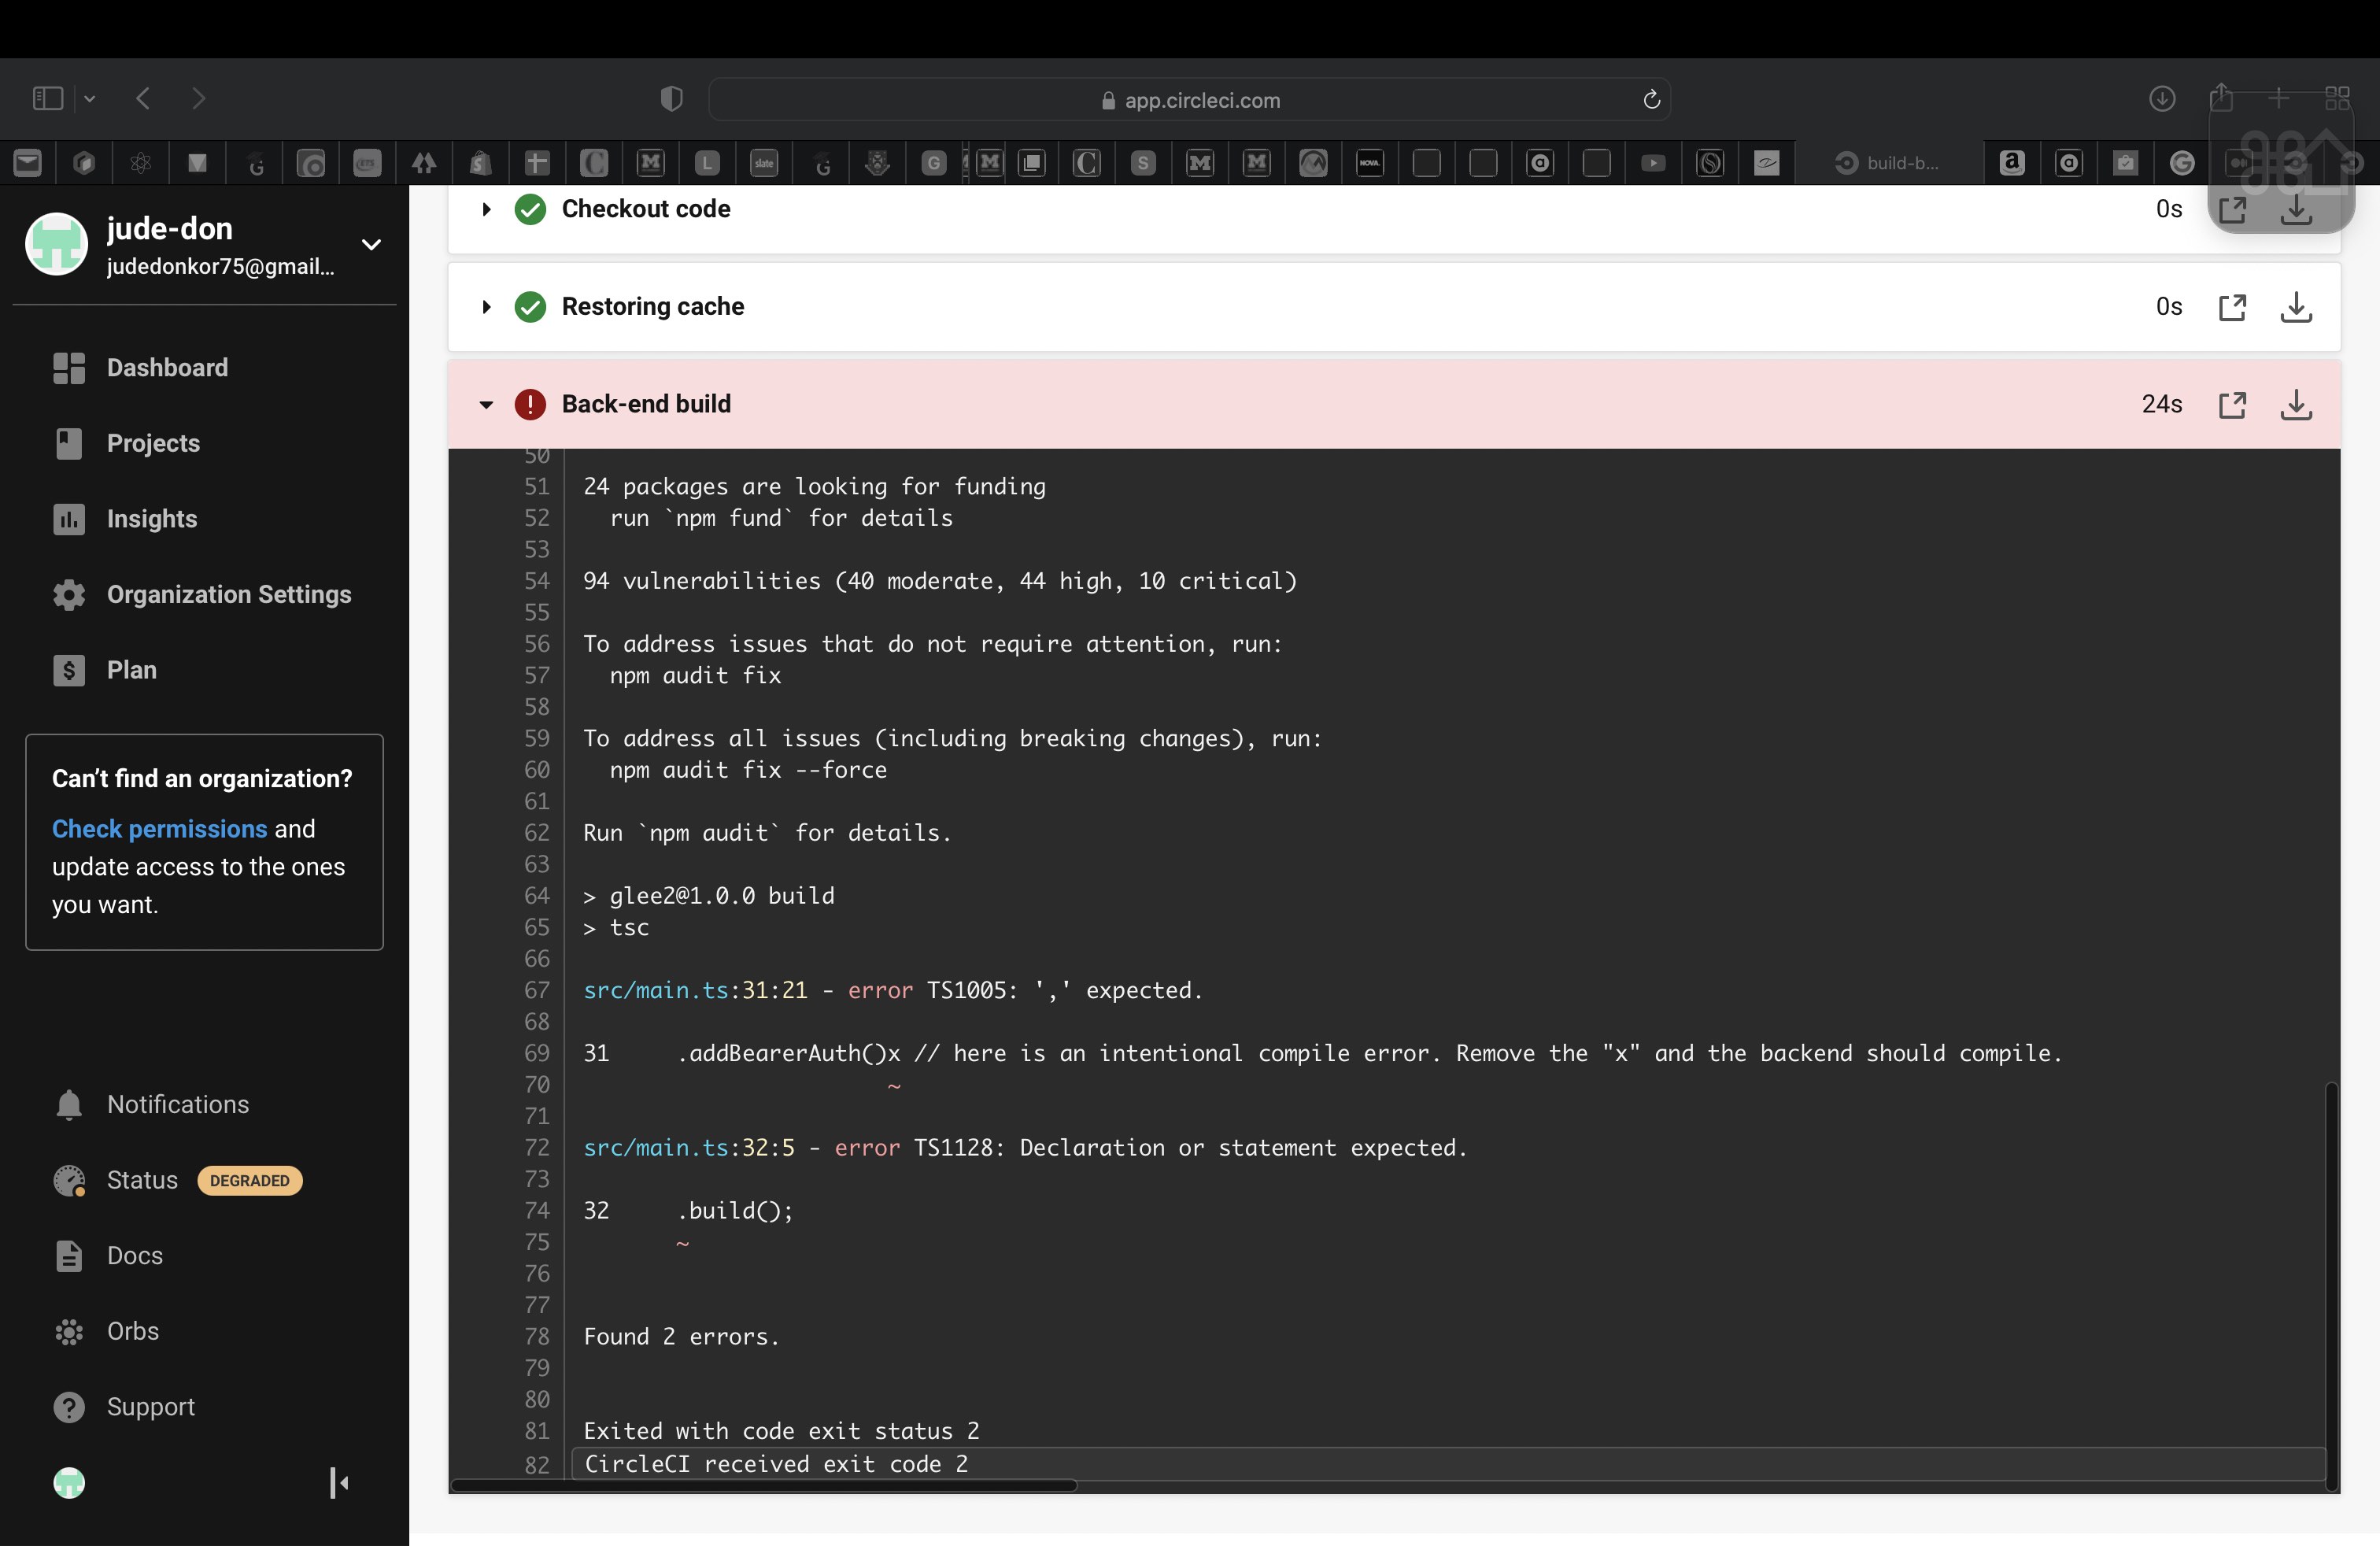 app.circleci.com
slate
NOVA.
build-b...
jude-don
judedonkor75@gmail...
Dashboard
Projects
Insights
Organization Settings
Plan
Can’t find an organization?
Check permissions and
update access to the ones
you want.
Notifications
Status DEGRADED
Docs
Orbs
Support
Checkout code 0s
Restoring cache 0s
Back-end build 24s
50
51 24 packages are looking for funding
52 run `npm fund` for details
53
54 94 vulnerabilities (40 moderate, 44 high, 10 critical)
55
56 To address issues that do not require attention, run:
57 npm audit fix
58
59 To address all issues (including breaking changes), run:
60 npm audit fix --force
61
62 Run `npm audit` for details.
63
64 > glee2@1.0.0 build
65 > tsc
66
67 src/main.ts:31:21 - error TS1005: ',' expected.
68
69 31 .addBearerAuth()x // here is an intentional compile error. Remove the "x" and the backend should compile.
70 ~
71
72 src/main.ts:32:5 - error TS1128: Declaration or statement expected.
73
74 32 .build();
75 ~
76
77
78 Found 2 errors.
79
80
81 Exited with code exit status 2
82 CircleCI received exit code 2